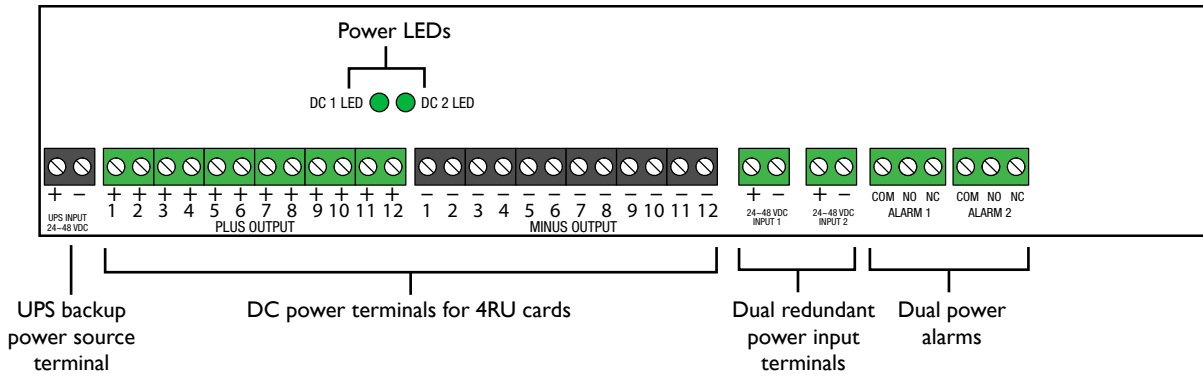 Power LEDs
DC 1 LED DC 2 LED
+ − + + + + + + + + + + + + − − − − − − − − − − − − + − + −
1 2 3 4 5 6 7 8 9 10 11 12 1 2 3 4 5 6 7 8 9 10 11 12
COM NO NC COM NO NC
UPS INPUT
24~48 VDC
PLUS OUTPUT
MINUS OUTPUT
24~48 VDC
INPUT 1
24~48 VDC
INPUT 2
ALARM 1
ALARM 2
UPS backup
power source
terminal
DC power terminals for 4RU cards
Dual redundant
power input
terminals
Dual power
alarms